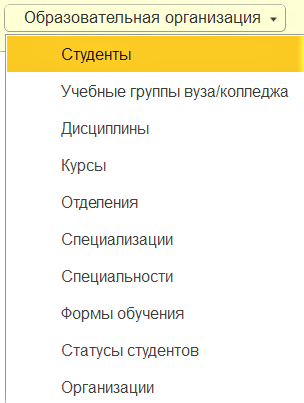 Образовательная организация
Студенты
Учебные группы вуза/колледжа
Дисциплины
Курсы
Отделения
Специализации
Специальности
Формы обучения
Статусы студентов
Организации